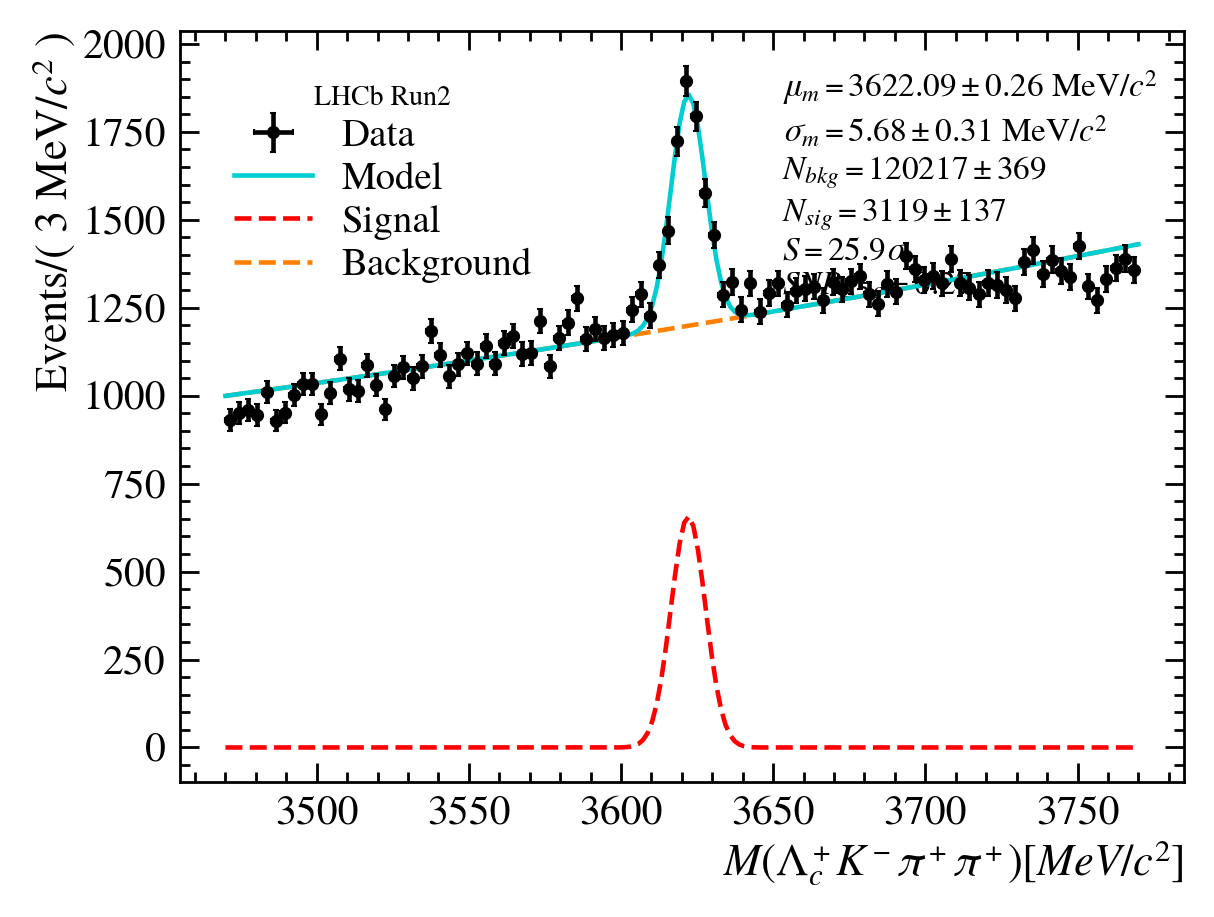 2000
1750
1500
1250
1000
750
500
250
0
Events/( 3 MeV/c² )
LHCb Run2
Data
Model
Signal
Background
μ_m = 3622.09 ± 0.26 MeV/c²
σ_m = 5.68 ± 0.31 MeV/c²
N_bkg = 120217 ± 369
N_sig = 3119 ± 137
S = 25.9σ
3500 3550 3600 3650 3700 3750
M(Λ_c⁺K⁻π⁺π⁺)[MeV/c²]